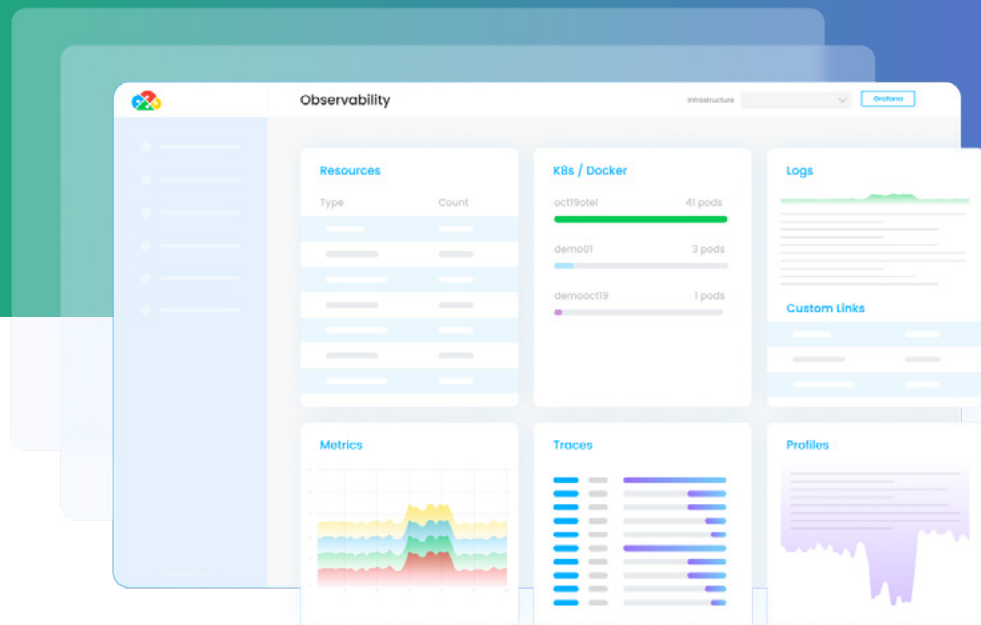 Observability
Infrastructure
Grafana
Resources
Type Count
K8s / Docker
oct19otel 41 pods
demo01 3 pods
demooct19 1 pods
Logs
Custom Links
Metrics
Traces
Profiles